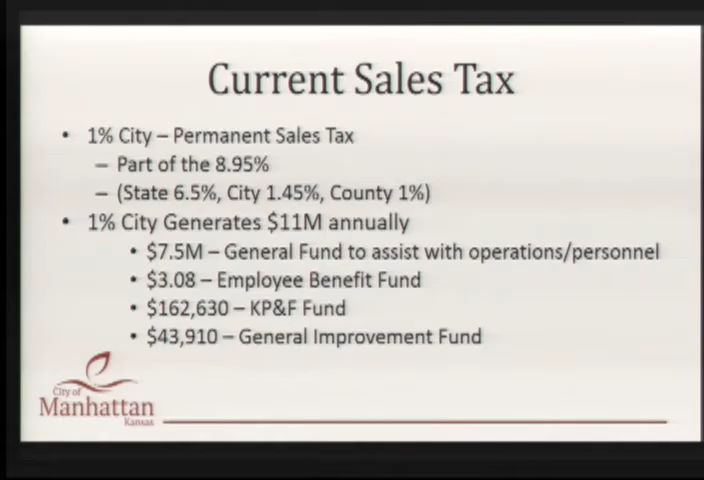 Current Sales Tax
• 1% City – Permanent Sales Tax
– Part of the 8.95%
– (State 6.5%, City 1.45%, County 1%)
• 1% City Generates $11M annually
• $7.5M – General Fund to assist with operations/personnel
• $3.08 – Employee Benefit Fund
• $162,630 – KP&F Fund
• $43,910 – General Improvement Fund
City of
Manhattan
Kansas